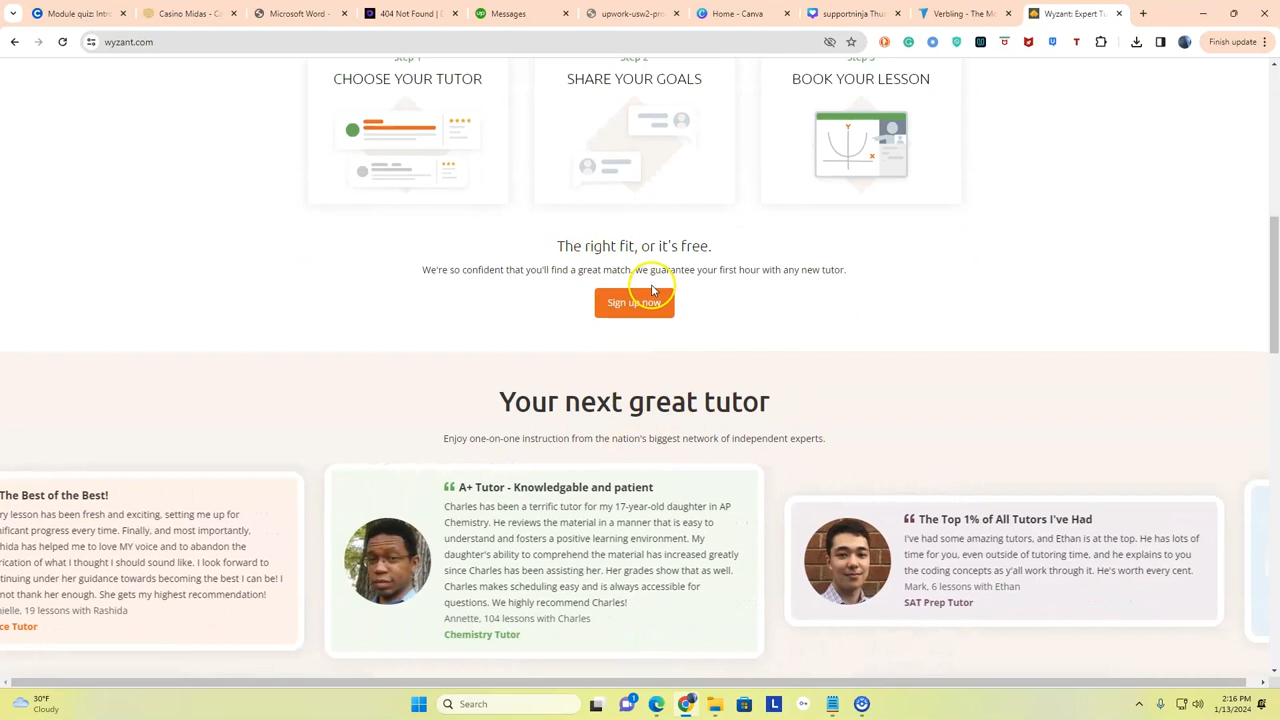 Module quiz: Intr
Casino Midas -
Microsoft Word -
404 Not Found |
Messages
upwork-usw2-pro
Home - Canva
supportninja Thu
Verbling - The Mo
Wyzant: Expert Tu
wyzant.com
Finish update
Step 1
Step 2
Step 3
CHOOSE YOUR TUTOR
SHARE YOUR GOALS
BOOK YOUR LESSON
The right fit, or it's free.
We're so confident that you'll find a great match, we guarantee your first hour with any new tutor.
Sign up now
Your next great tutor
Enjoy one-on-one instruction from the nation's biggest network of independent experts.
The Best of the Best!
ry lesson has been fresh and exciting, setting me up for
nificant progress every time. Finally, and most importantly,
hida has helped me to love MY voice and to abandon the
rication of what I thought I should sound like. I look forward to
tinuing under her guidance towards becoming the best I can be! I
not thank her enough. She gets my highest recommendation!
nielle, 19 lessons with Rashida
ce Tutor
A+ Tutor - Knowledgable and patient
Charles has been a terrific tutor for my 17-year-old daughter in AP
Chemistry. He reviews the material in a manner that is easy to
understand and fosters a positive learning environment. My
daughter's ability to comprehend the material has increased greatly
since Charles has been assisting her. Her grades show that as well.
Charles makes scheduling easy and is always accessible for
questions. We highly recommend Charles!
Annette, 104 lessons with Charles
Chemistry Tutor
The Top 1% of All Tutors I've Had
I've had some amazing tutors, and Ethan is at the top. He has lots of
time for you, even outside of tutoring time, and he explains to you
the coding concepts as y'all work through it. He's worth every cent.
Mark, 6 lessons with Ethan
SAT Prep Tutor
30°F
Cloudy
Search
2:16 PM
1/13/2024